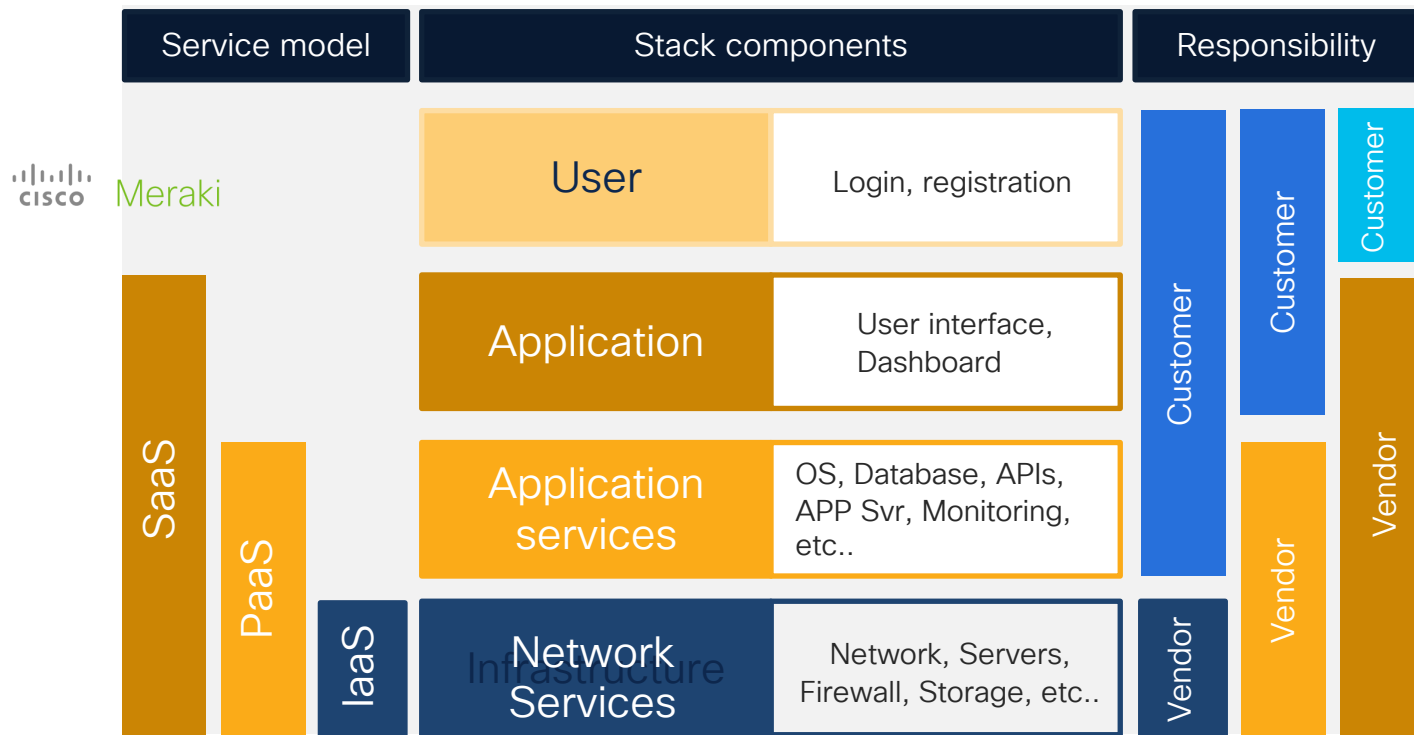 Service model
Stack components
Responsibility
CISCO
Meraki
User
Login, registration
Application
User interface,
Dashboard
Application
services
OS, Database, APIs,
APP Svr, Monitoring,
etc..
Infrastructure
Network
Services
Network, Servers,
Firewall, Storage, etc..
SaaS
PaaS
IaaS
Customer
Vendor
Customer
Vendor
Customer
Vendor